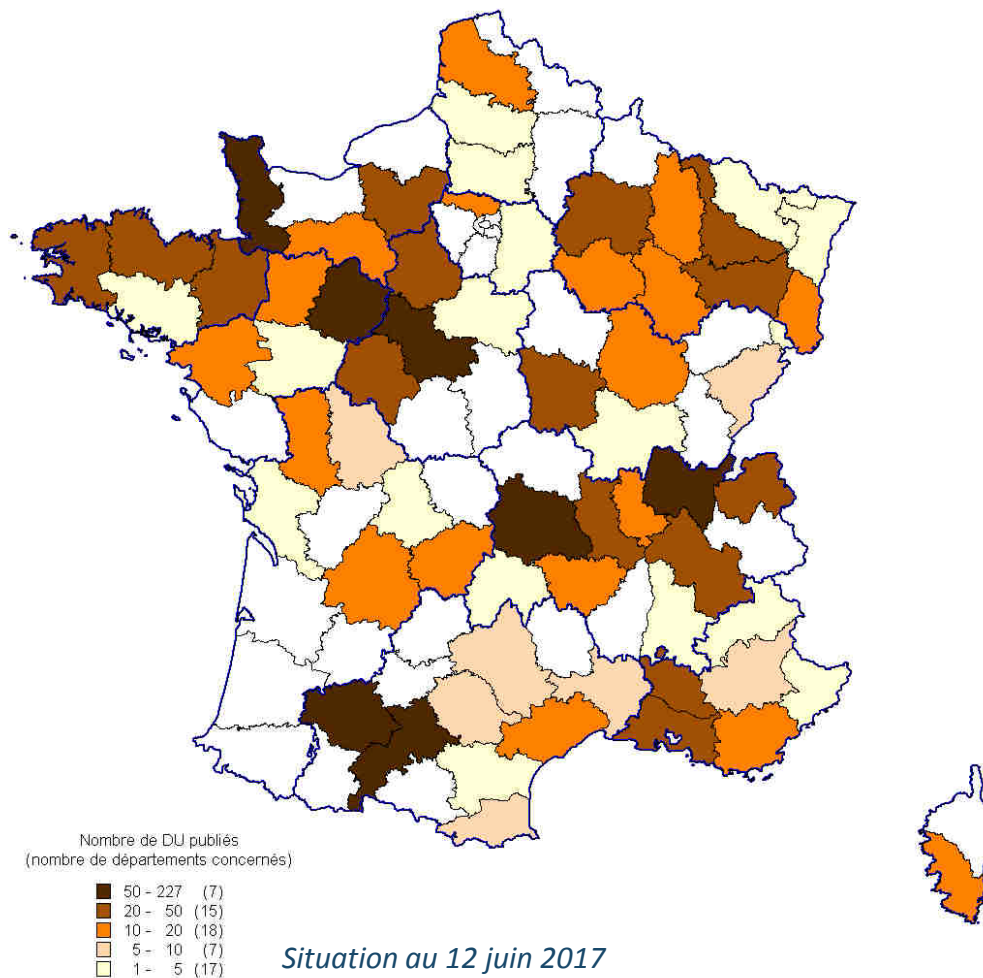 Nombre de DU publiés
(nombre de départements concernés)
50 - 227 (7)
20 - 50 (15)
10 - 20 (18)
5 - 10 (7)
1 - 5 (17)
Situation au 12 juin 2017